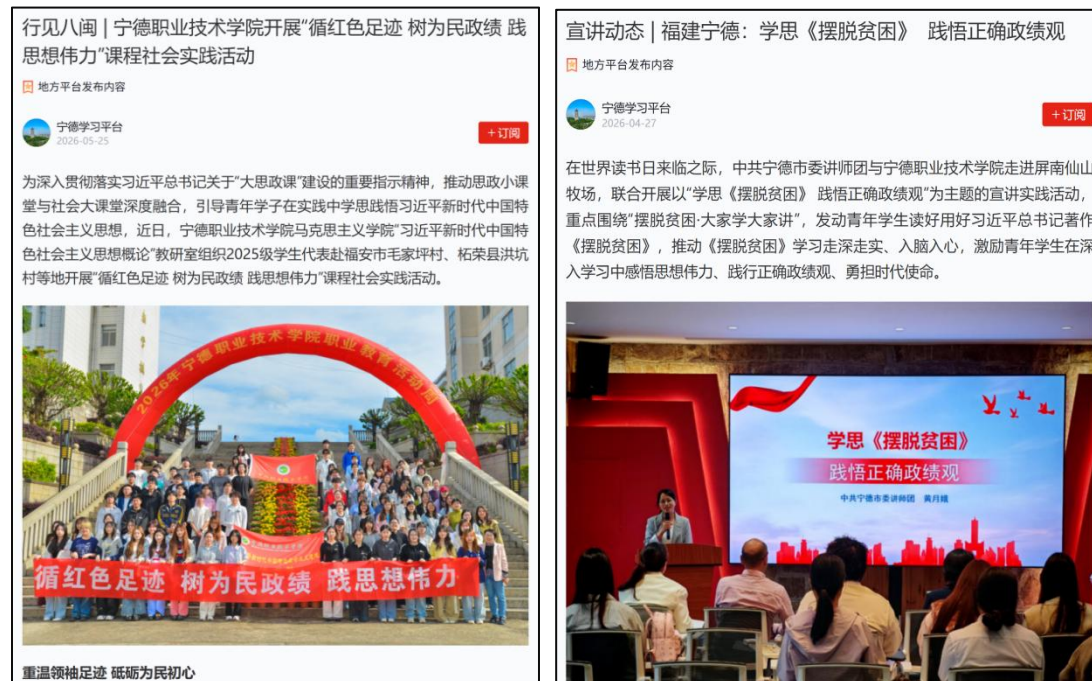 行见八闽 | 宁德职业技术学院开展“循红色足迹 树为民政绩 践
思想伟力”课程社会实践活动
地方平台发布内容
宁德学习平台
2026-05-25
+订阅
为深入贯彻落实习近平总书记关于“大思政课”建设的重要指示精神，推动思政小课
堂与社会大课堂深度融合，引导青年学子在实践中学思践悟习近平新时代中国特
色社会主义思想，近日，宁德职业技术学院马克思主义学院“习近平新时代中国特
色社会主义思想概论”教研室组织2025级学生代表赴福安市毛家坪村、柘荣县洪坑
村等地开展“循红色足迹 树为民政绩 践思想伟力”课程社会实践活动。
2026年宁德职业技术学院职业教育活动周
循红色足迹 树为民政绩 践思想伟力
重温领袖足迹 砥砺为民初心
宣讲动态 | 福建宁德：学思《摆脱贫困》 践悟正确政绩观
地方平台发布内容
宁德学习平台
2026-04-27
+订阅
在世界读书日来临之际，中共宁德市委讲师团与宁德职业技术学院走进屏南仙山
牧场，联合开展以“学思《摆脱贫困》 践悟正确政绩观”为主题的宣讲实践活动，
重点围绕“摆脱贫困·大家学大家讲”，发动青年学生读好用好习近平总书记著作
《摆脱贫困》，推动《摆脱贫困》学习走深走实、入脑入心，激励青年学生在深
入学习中感悟思想伟力、践行正确政绩观、勇担时代使命。
学思《摆脱贫困》
践悟正确政绩观
中共宁德市委讲师团 黄月娥